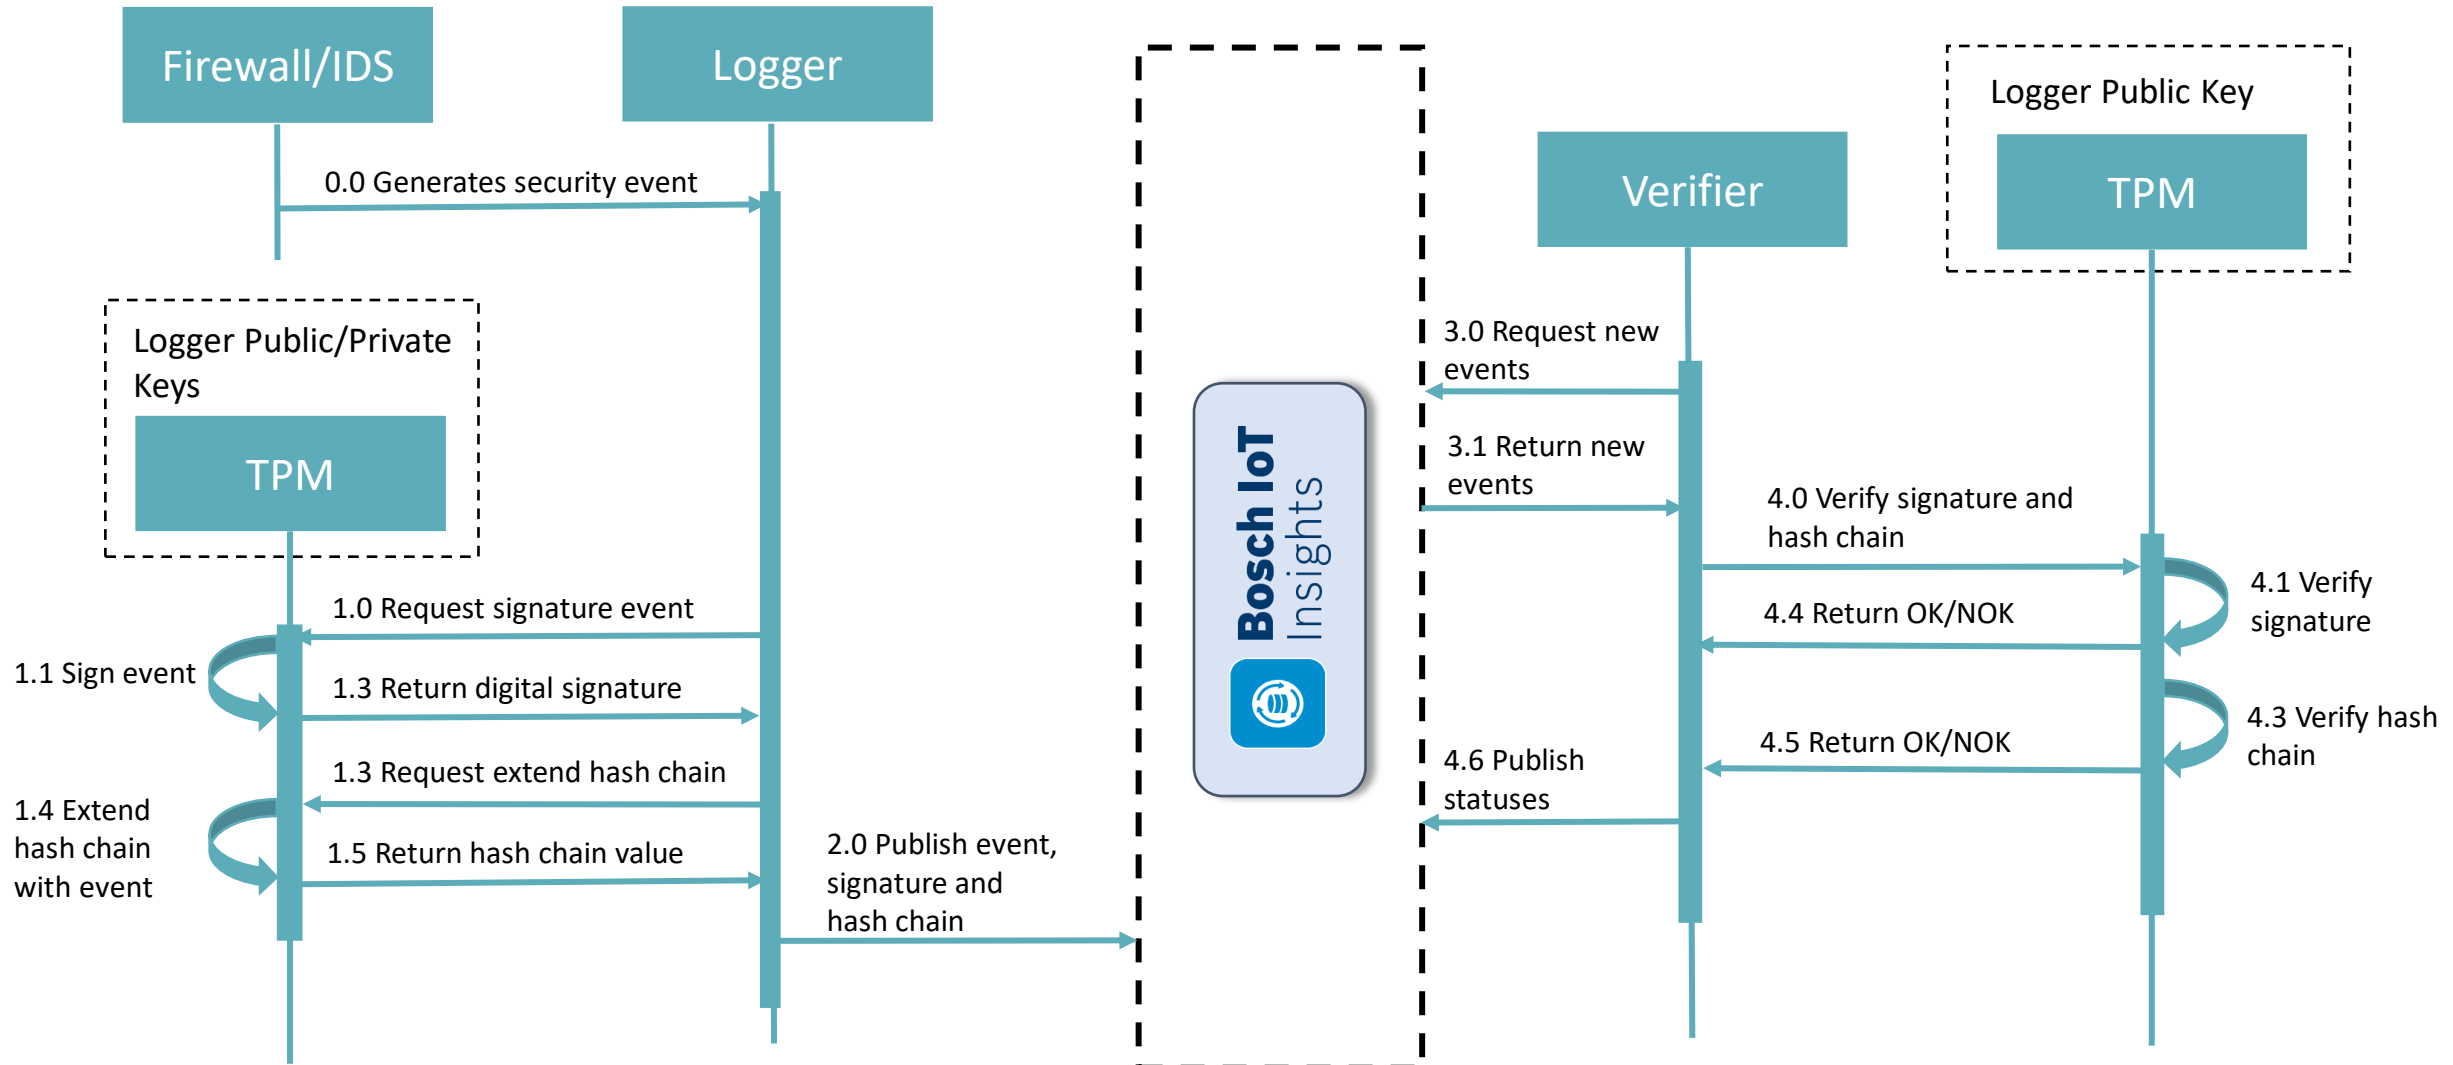 Firewall/IDS
Logger
0.0 Generates security event
Logger Public/Private
Keys
TPM
1.0 Request signature event
1.1 Sign event
1.3 Return digital signature
1.3 Request extend hash chain
1.4 Extend
hash chain
with event
1.5 Return hash chain value
2.0 Publish event,
signature and
hash chain
Bosch IoT
Insights
Verifier
Logger Public Key
TPM
3.0 Request new
events
3.1 Return new
events
4.0 Verify signature and
hash chain
4.1 Verify
signature
4.4 Return OK/NOK
4.3 Verify hash
chain
4.5 Return OK/NOK
4.6 Publish
statuses